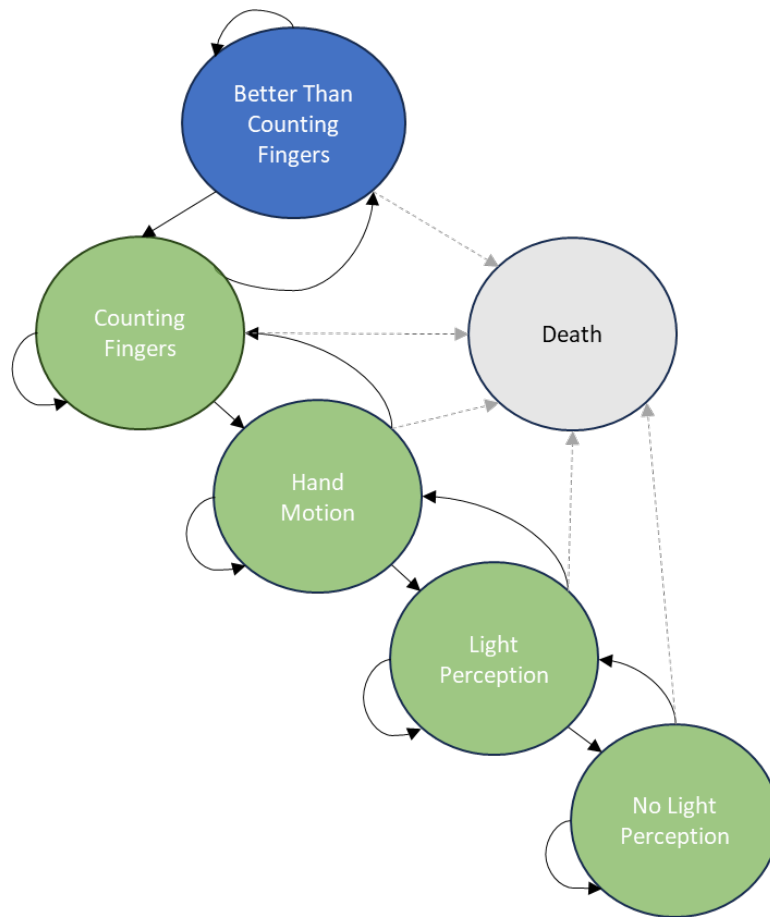 Better Than
Counting
Fingers
Counting
Fingers
Death
Hand
Motion
Light
Perception
No Light
Perception